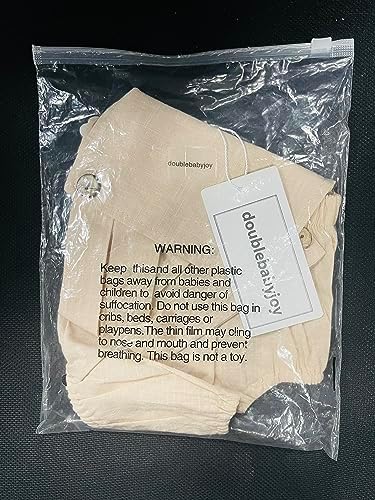 doublebabyjoy
doublebabyjoy
WARNING:
Keep thisand all other plastic
bags away from babies and
children to avoid danger of
suffocation. Do not use this bag in
cribs, beds, carriages or
playpens.The thin film may cling
to nose and mouth and prevent
breathing. This bag is not a toy.